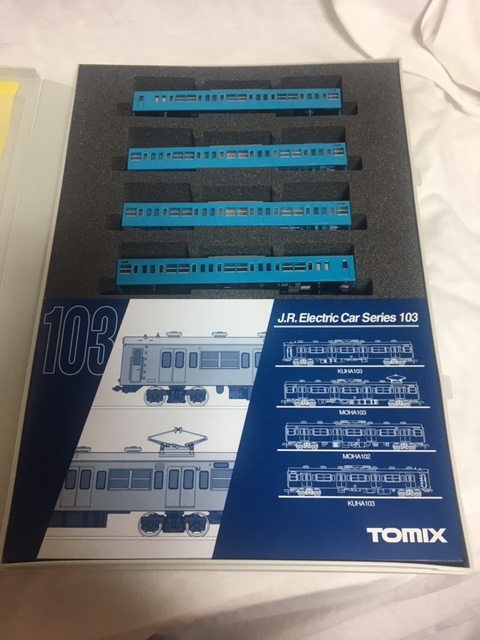 103
J.R. Electric Car Series 103
KUHA103
MOHA103
MOHA102
KUHA103
TOMIX